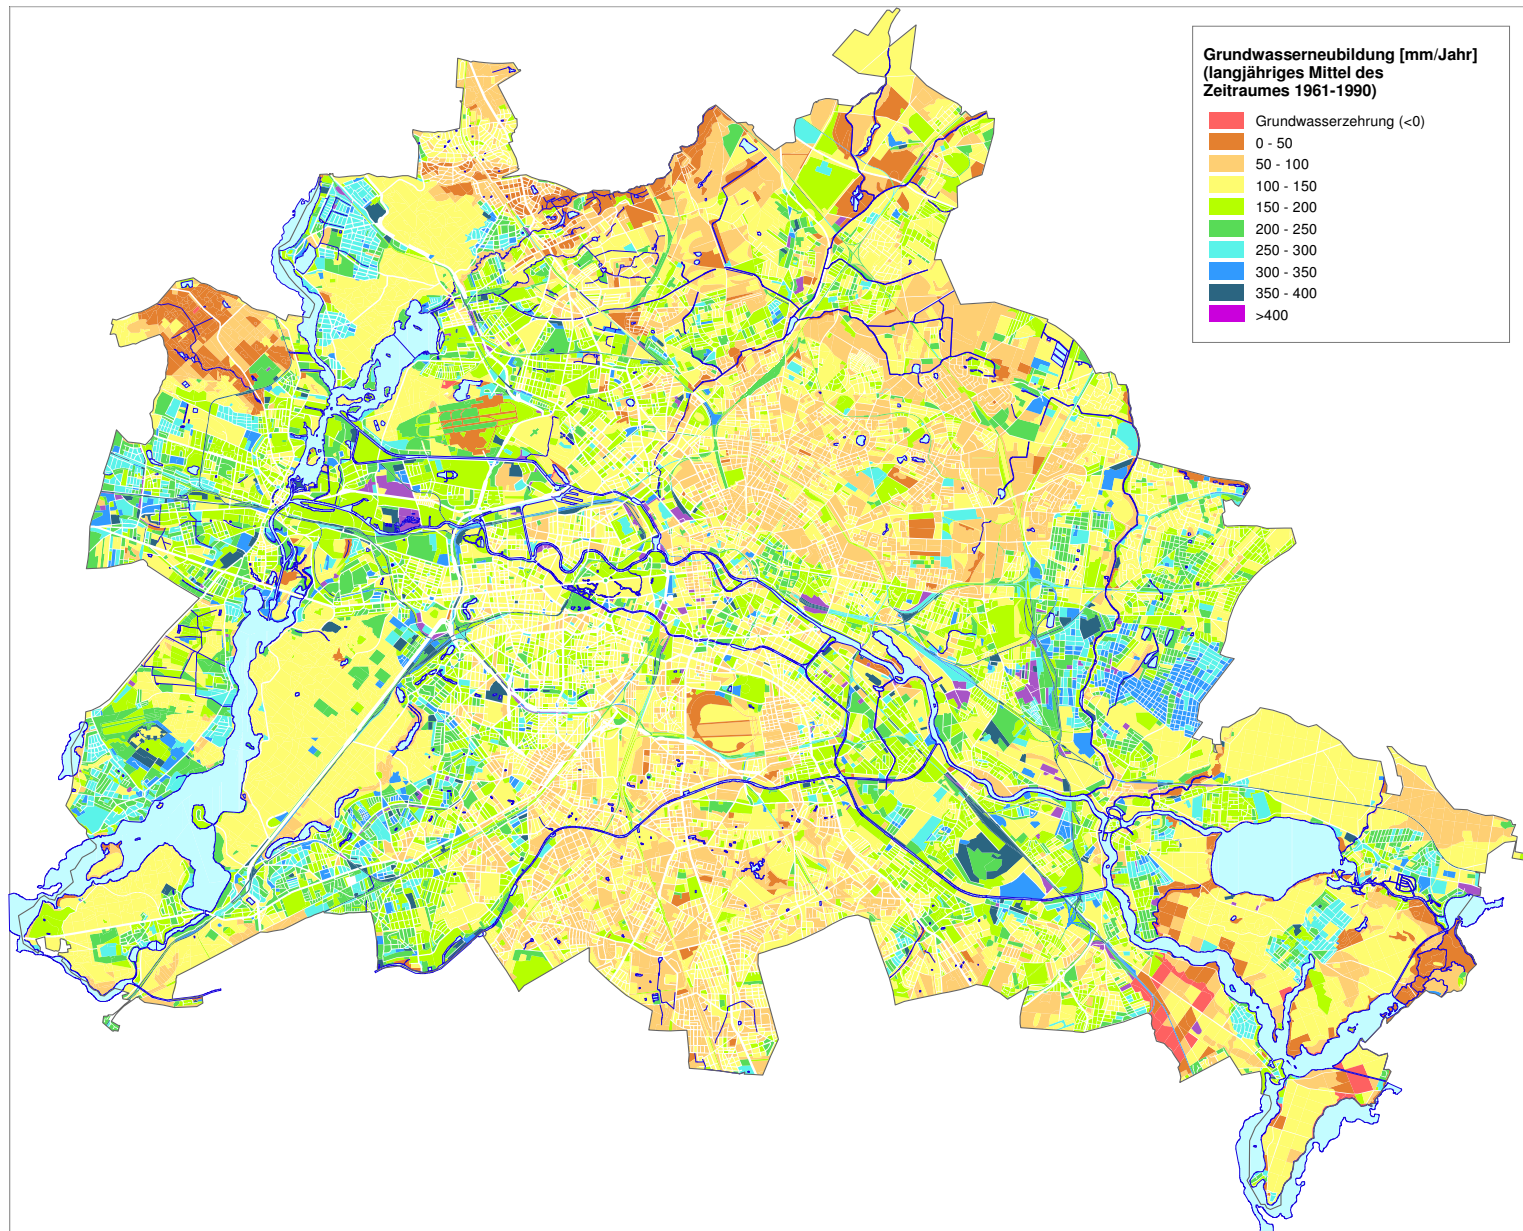 Grundwasserneubildung [mm/Jahr]
(langjähriges Mittel des
Zeitraumes 1961-1990)
Grundwasserzehrung (<0)
0 - 50
50 - 100
100 - 150
150 - 200
200 - 250
250 - 300
300 - 350
350 - 400
>400